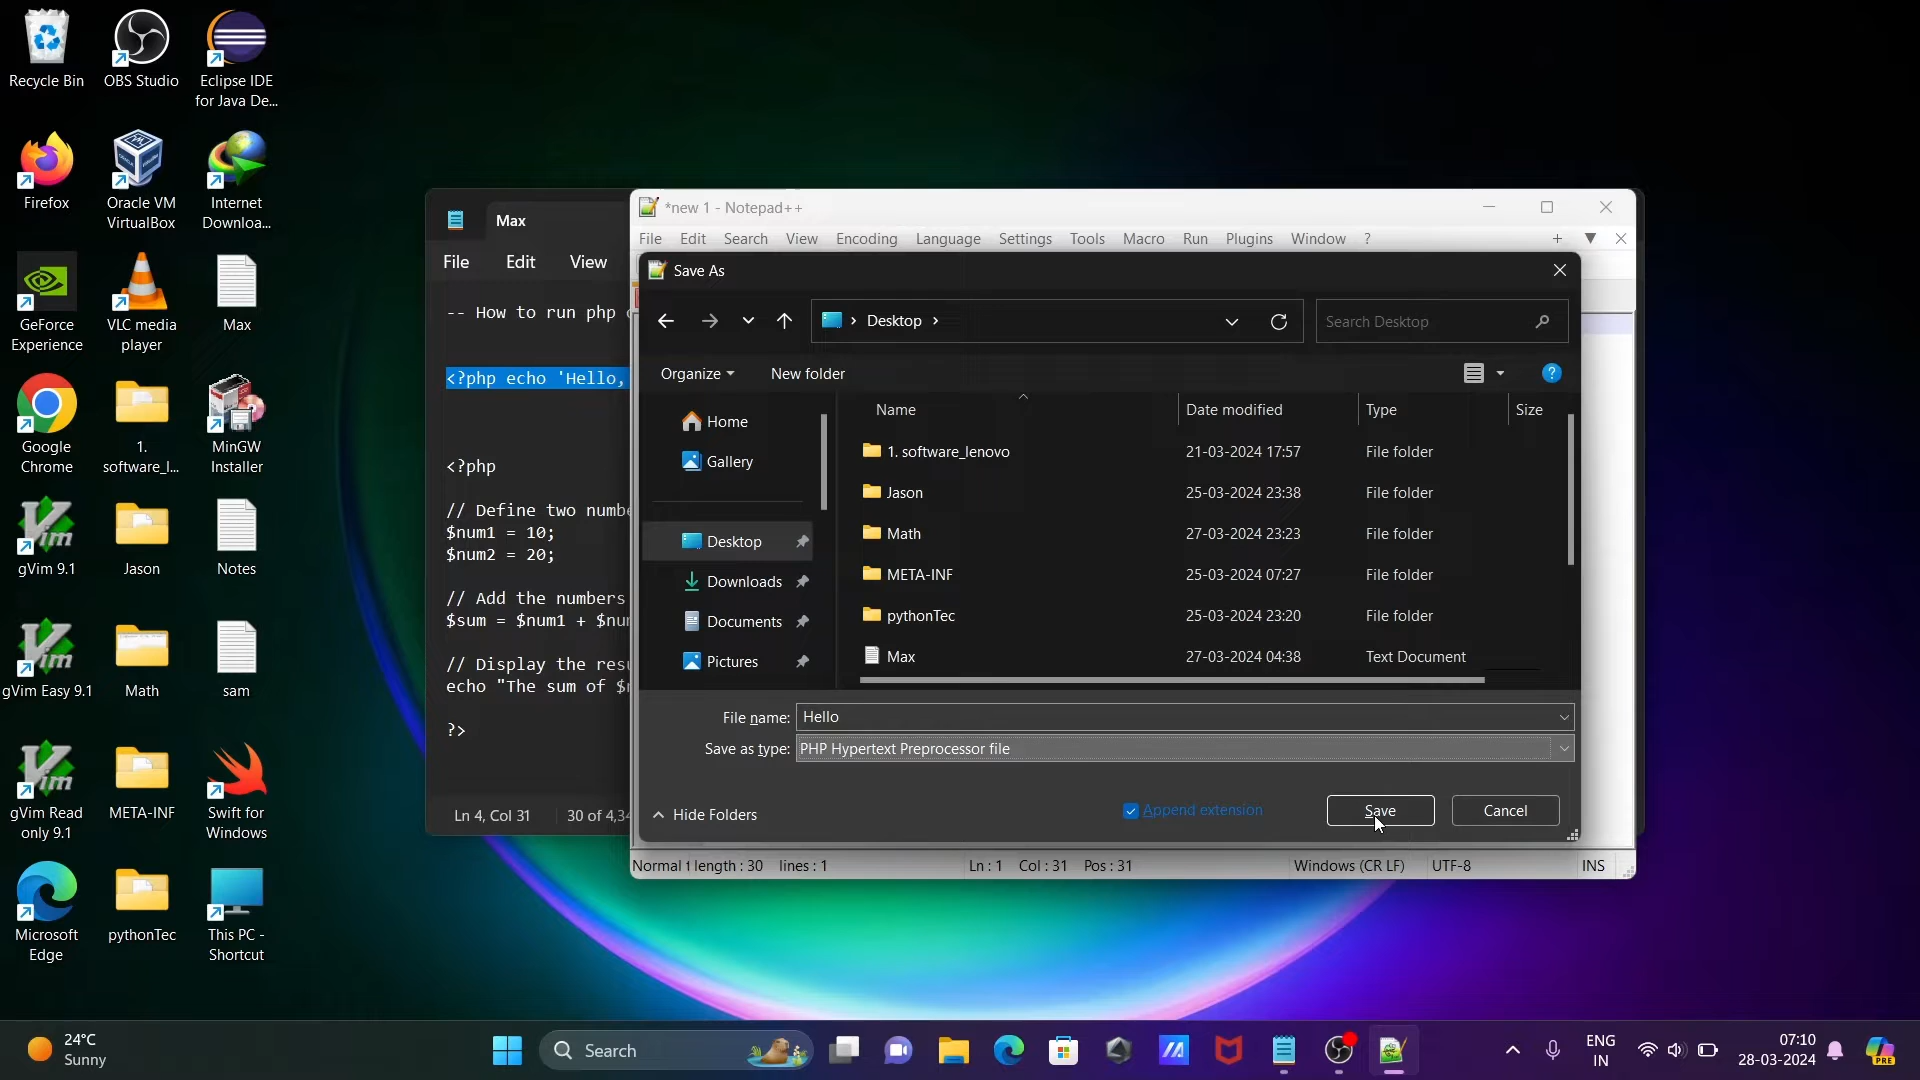 Recycle Bin
OBS Studio
Eclipse IDE
for Java De...
Firefox
Oracle VM
VirtualBox
Internet
Downloa...
GeForce
Experience
VLC media
player
Max
Google
Chrome
1.
software_l...
MinGW
Installer
gVim 9.1
Jason
Notes
gVim Easy 9.1
Math
sam
gVim Read
only 9.1
META-INF
Swift for
Windows
Microsoft
Edge
pythonTec
This PC -
Shortcut
Max
File Edit View
-- How to run php
<?php echo 'Hello,
<?php
// Define two numbe
$num1 = 10;
$num2 = 20;
// Add the numbers
$sum = $num1 + $num
// Display the resu
echo "The sum of $n
?>
Ln 4, Col 31 30 of 4,34
*new 1 - Notepad++
File Edit Search View Encoding Language Settings Tools Macro Run Plugins Window ?
Save As
Desktop
Search Desktop
Organize New folder
Home
Gallery
Desktop
Downloads
Documents
Pictures
Name Date modified Type Size
1. software_lenovo 21-03-2024 17:57 File folder
Jason 25-03-2024 23:38 File folder
Math 27-03-2024 23:23 File folder
META-INF 25-03-2024 07:27 File folder
pythonTec 25-03-2024 23:20 File folder
Max 27-03-2024 04:38 Text Document
File name: Hello
Save as type: PHP Hypertext Preprocessor file
Hide Folders
Append extension
Save
Cancel
Normal t length : 30 lines : 1 Ln : 1 Col : 31 Pos : 31 Windows (CR LF) UTF-8 INS
24°C
Sunny
Search
ENG
IN
07:10
28-03-2024
PRE